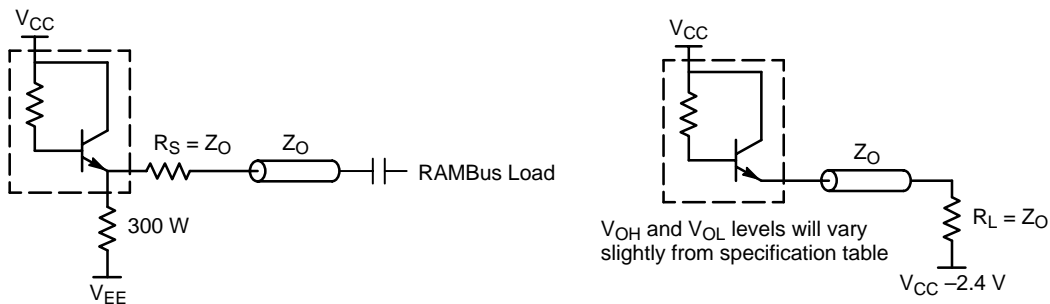 VCC
RS = ZO
ZO
RAMBus Load
300 W
VEE
VCC
ZO
RL = ZO
VOH and VOL levels will vary
slightly from specification table
VCC –2.4 V